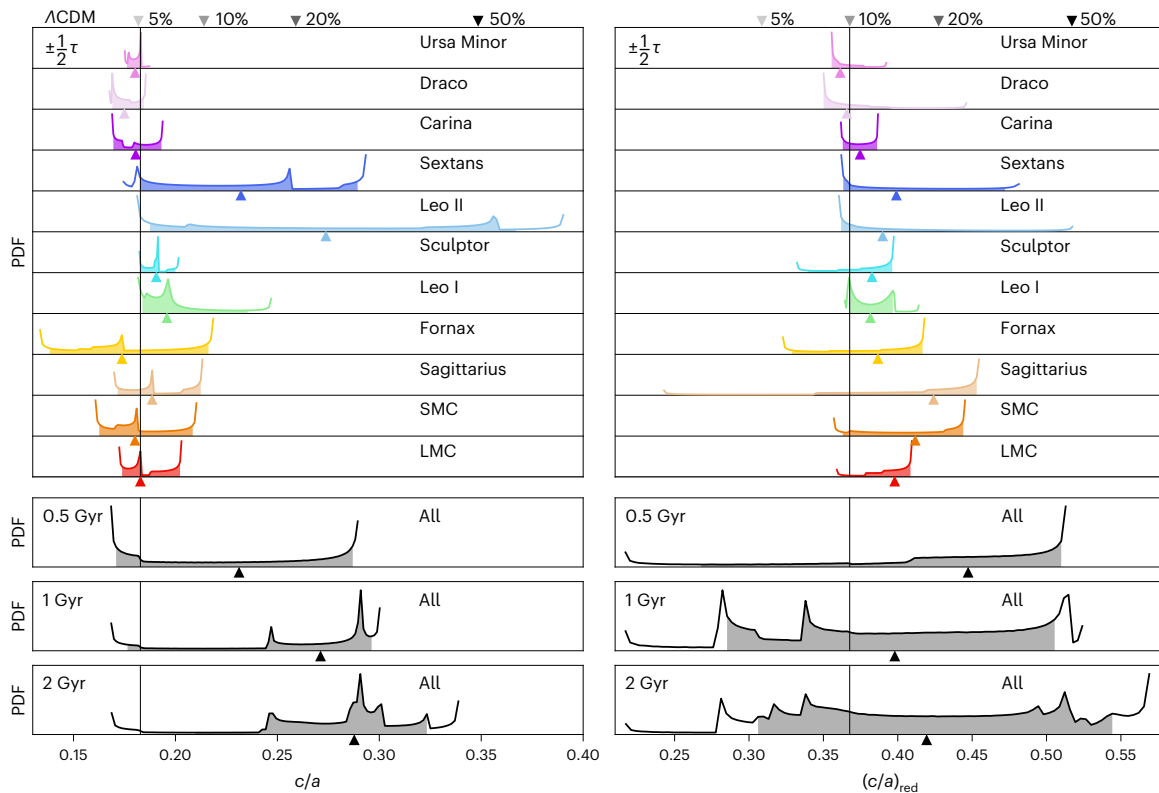 ΛCDM 5% 10% 20% 50%
±1/2 τ
Ursa Minor
Draco
Carina
Sextans
Leo II
Sculptor
Leo I
Fornax
Sagittarius
SMC
LMC
PDF
0.5 Gyr All
PDF
1 Gyr All
PDF
2 Gyr All
PDF
0.15 0.20 0.25 0.30 0.35 0.40
c/a
5% 10% 20% 50%
±1/2 τ
Ursa Minor
Draco
Carina
Sextans
Leo II
Sculptor
Leo I
Fornax
Sagittarius
SMC
LMC
0.5 Gyr All
1 Gyr All
2 Gyr All
0.25 0.30 0.35 0.40 0.45 0.50 0.55
(c/a)red